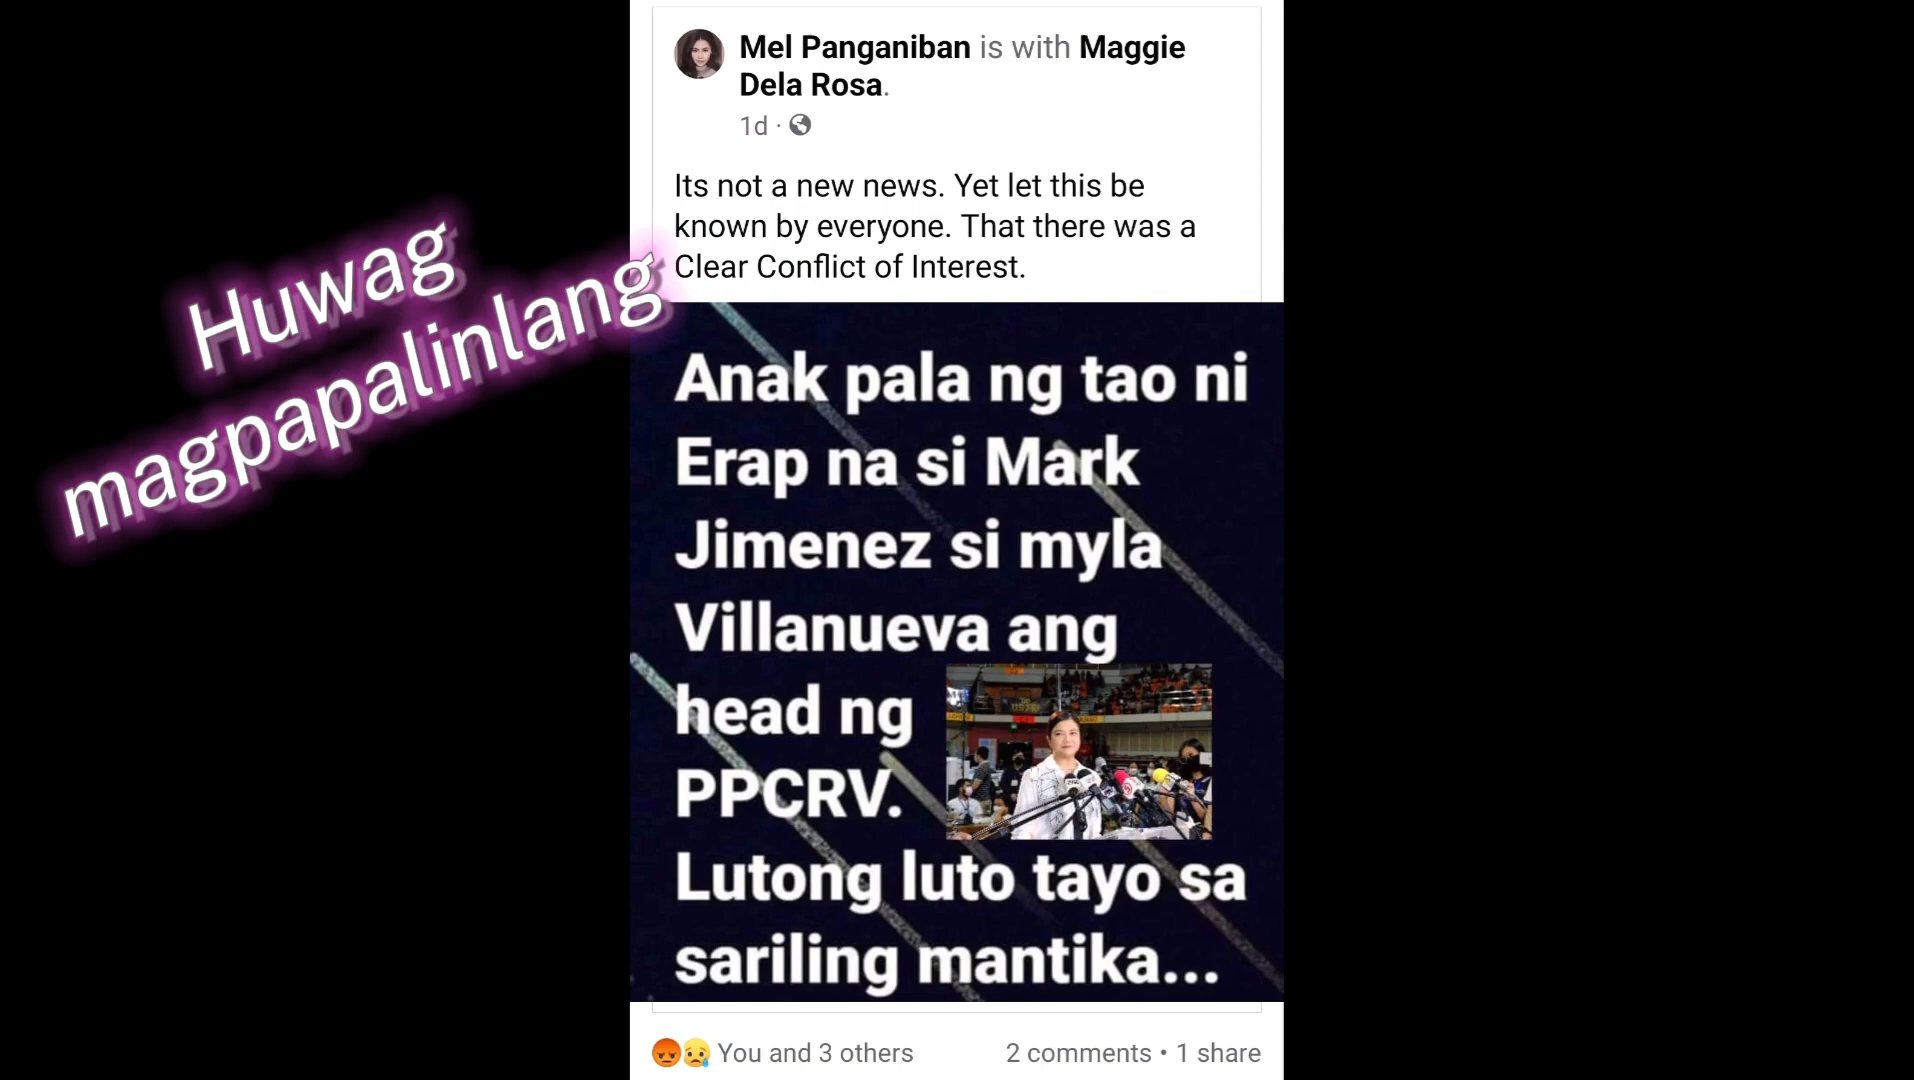 Mel Panganiban is with Maggie
Dela Rosa.
1d ·
Its not a new news. Yet let this be
known by everyone. That there was a
Clear Conflict of Interest.
Huwag
magpapalinlang
Anak pala ng tao ni
Erap na si Mark
Jimenez si myla
Villanueva ang
head ng
PPCRV.
Lutong luto tayo sa
sariling mantika...
You and 3 others
2 comments • 1 share